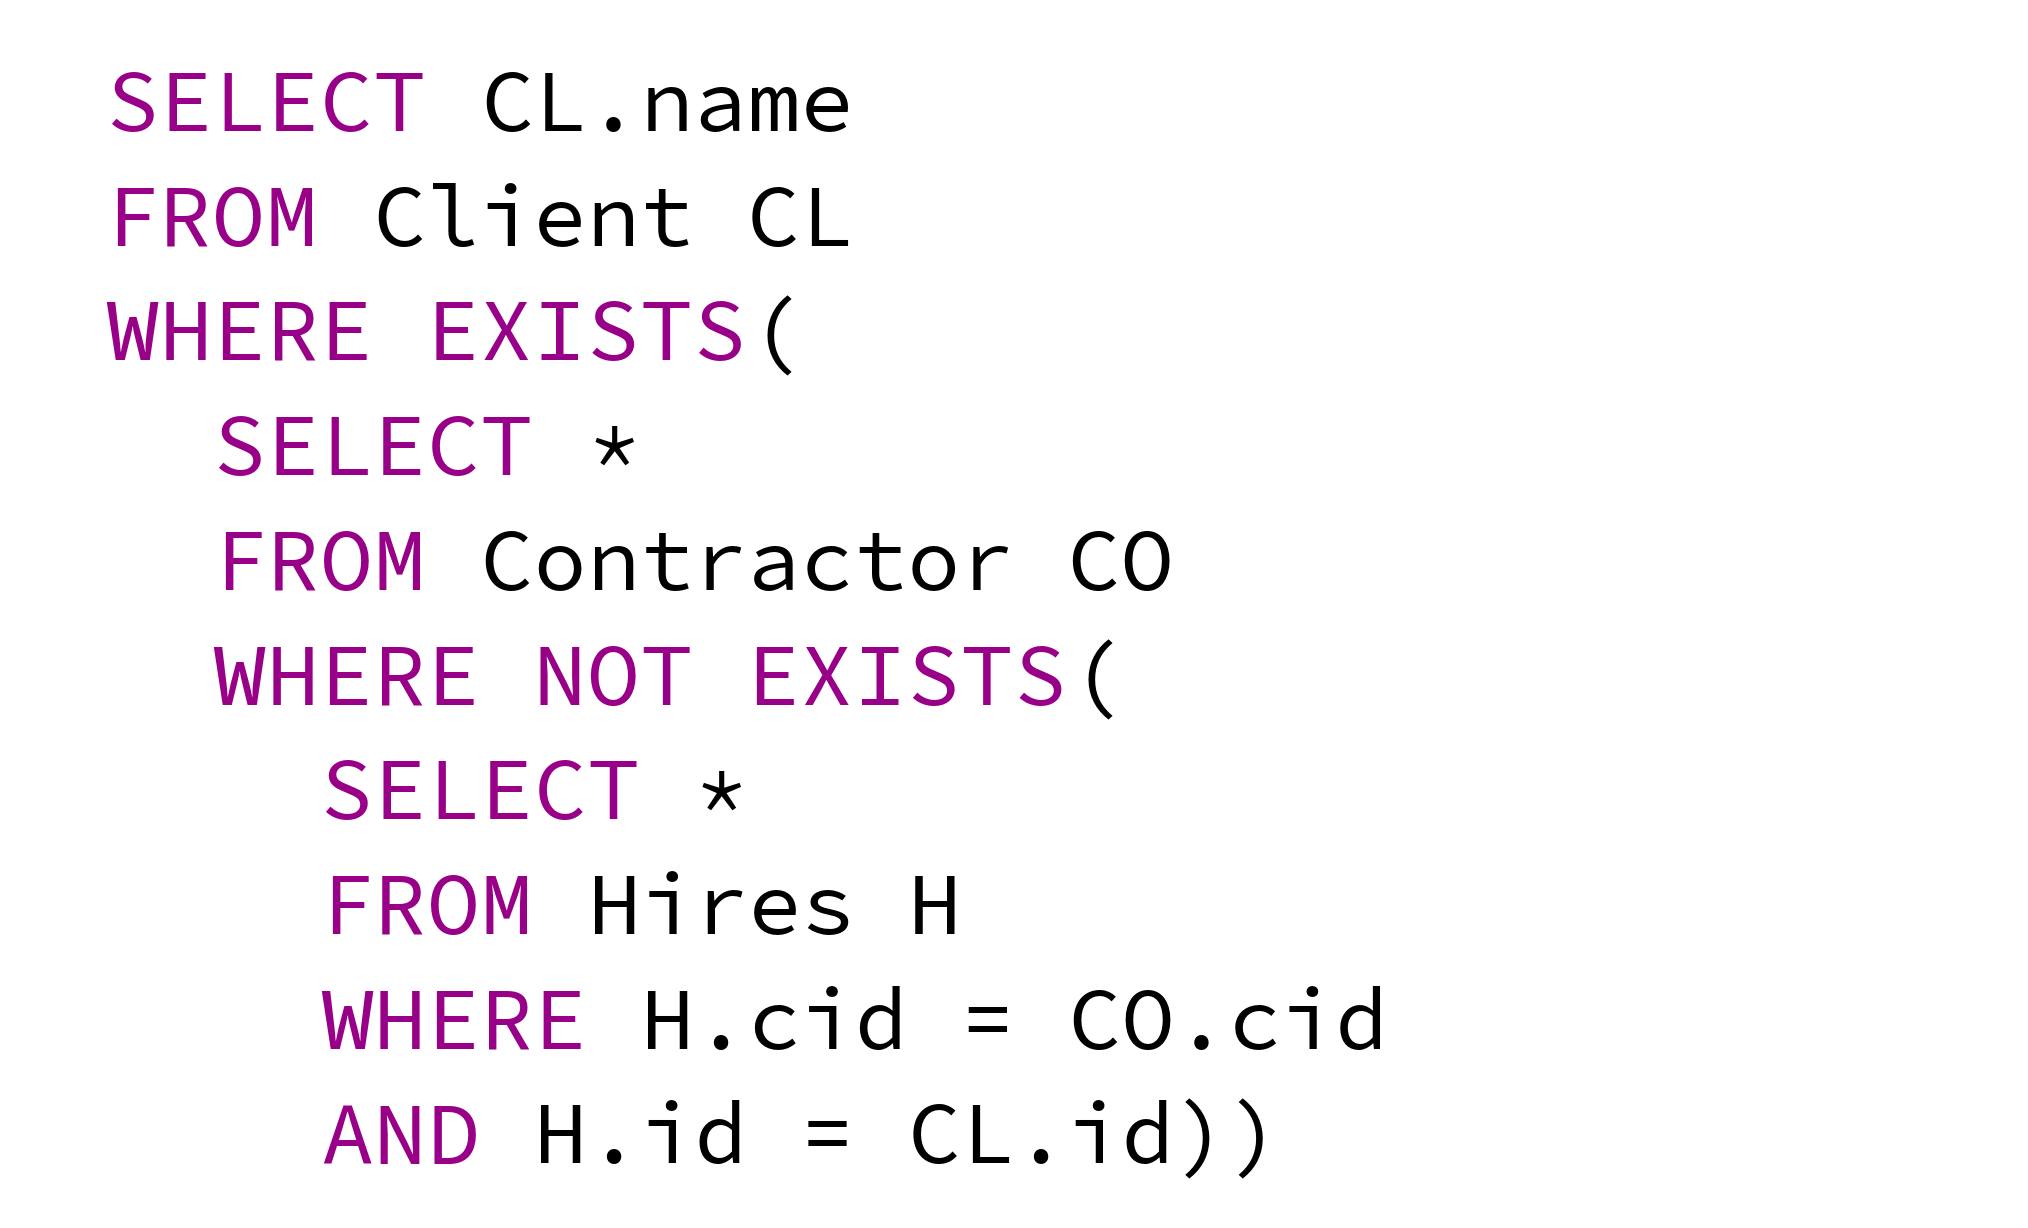 SELECT CL.name
FROM Client CL
WHERE EXISTS(
  SELECT *
  FROM Contractor CO
  WHERE NOT EXISTS(
    SELECT *
    FROM Hires H
    WHERE H.cid = CO.cid
    AND H.id = CL.id))